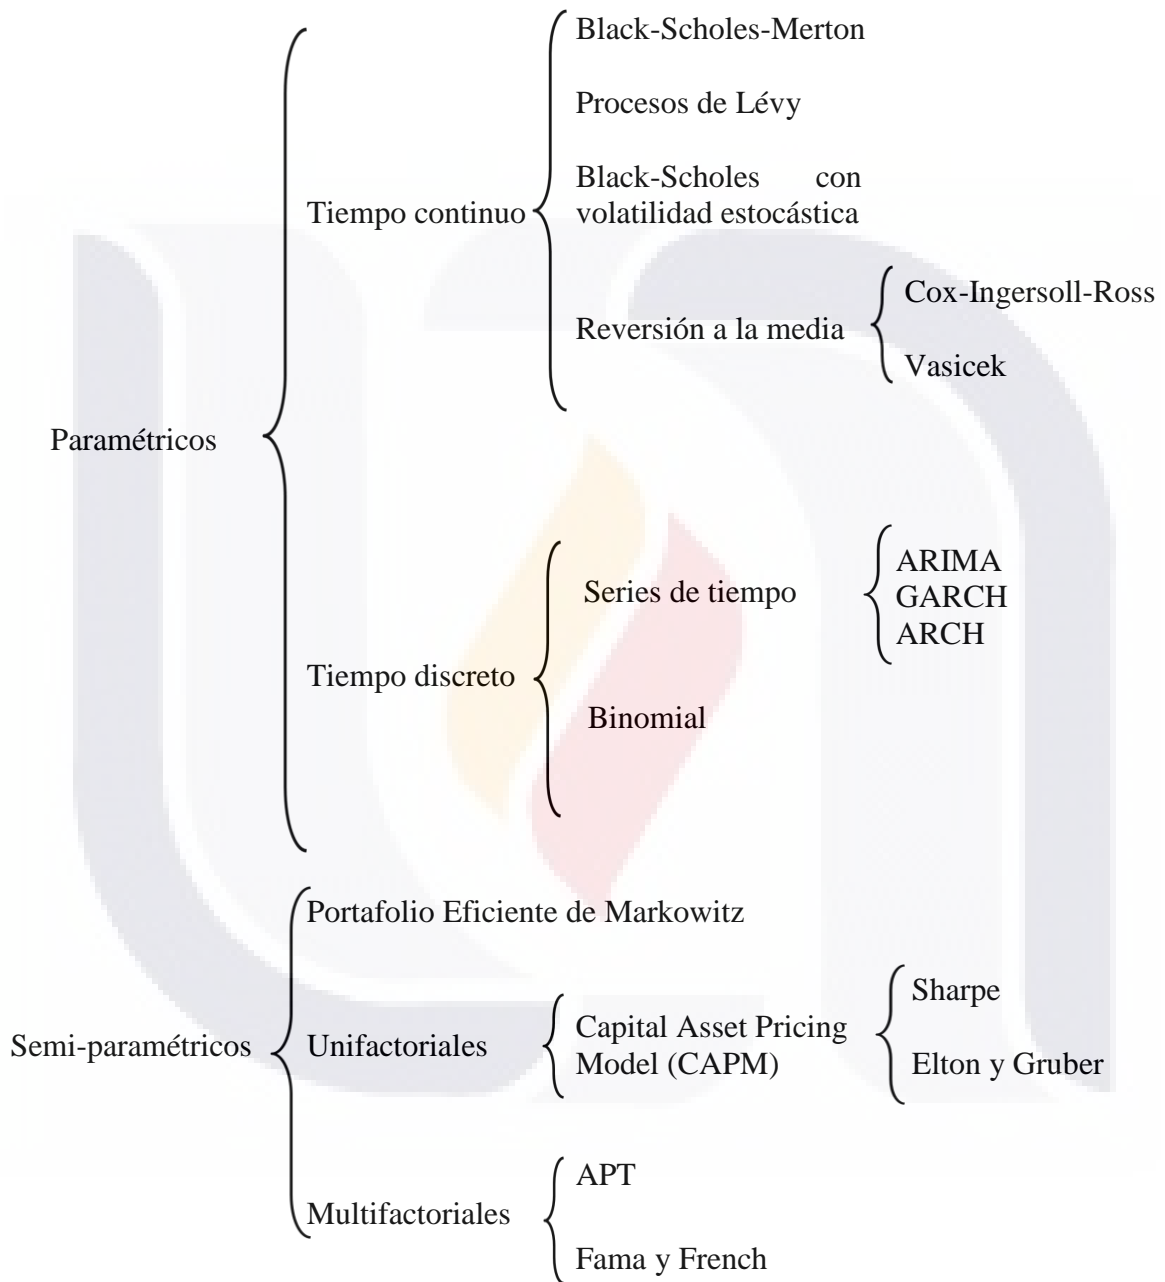 Paramétricos
Tiempo continuo
Black-Scholes-Merton
Procesos de Lévy
Black-Scholes con
volatilidad estocástica
Reversión a la media
Cox-Ingersoll-Ross
Vasicek
Tiempo discreto
Series de tiempo
ARIMA
GARCH
ARCH
Binomial
Semi-paramétricos
Portafolio Eficiente de Markowitz
Unifactoriales
Capital Asset Pricing
Model (CAPM)
Sharpe
Elton y Gruber
Multifactoriales
APT
Fama y French